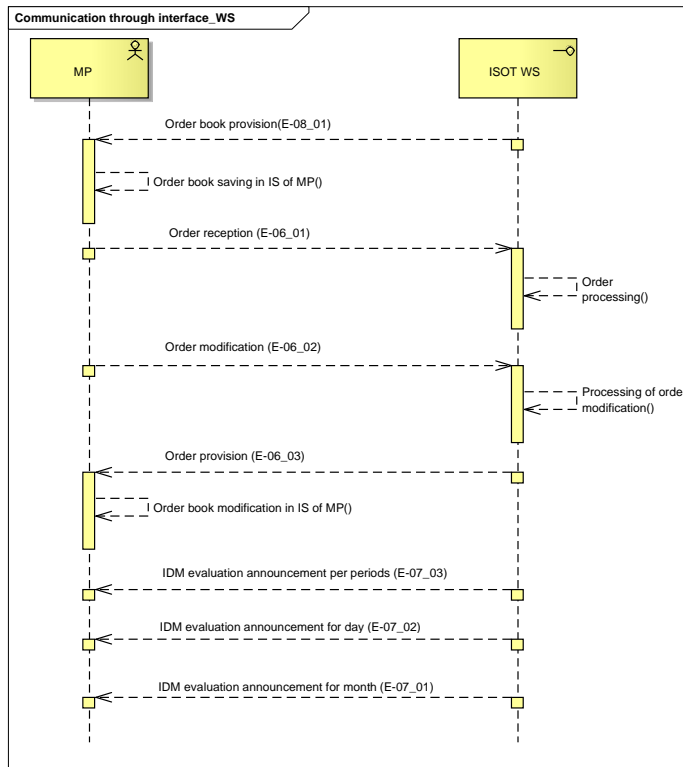 Communication through interface_WS
MP
ISOT WS
Order book provision(E-08_01)
Order book saving in IS of MP()
Order reception (E-06_01)
Order
processing()
Order modification (E-06_02)
Processing of orde
modification()
Order provision (E-06_03)
Order book modification in IS of MP()
IDM evaluation announcement per periods (E-07_03)
IDM evaluation announcement for day (E-07_02)
IDM evaluation announcement for month (E-07_01)